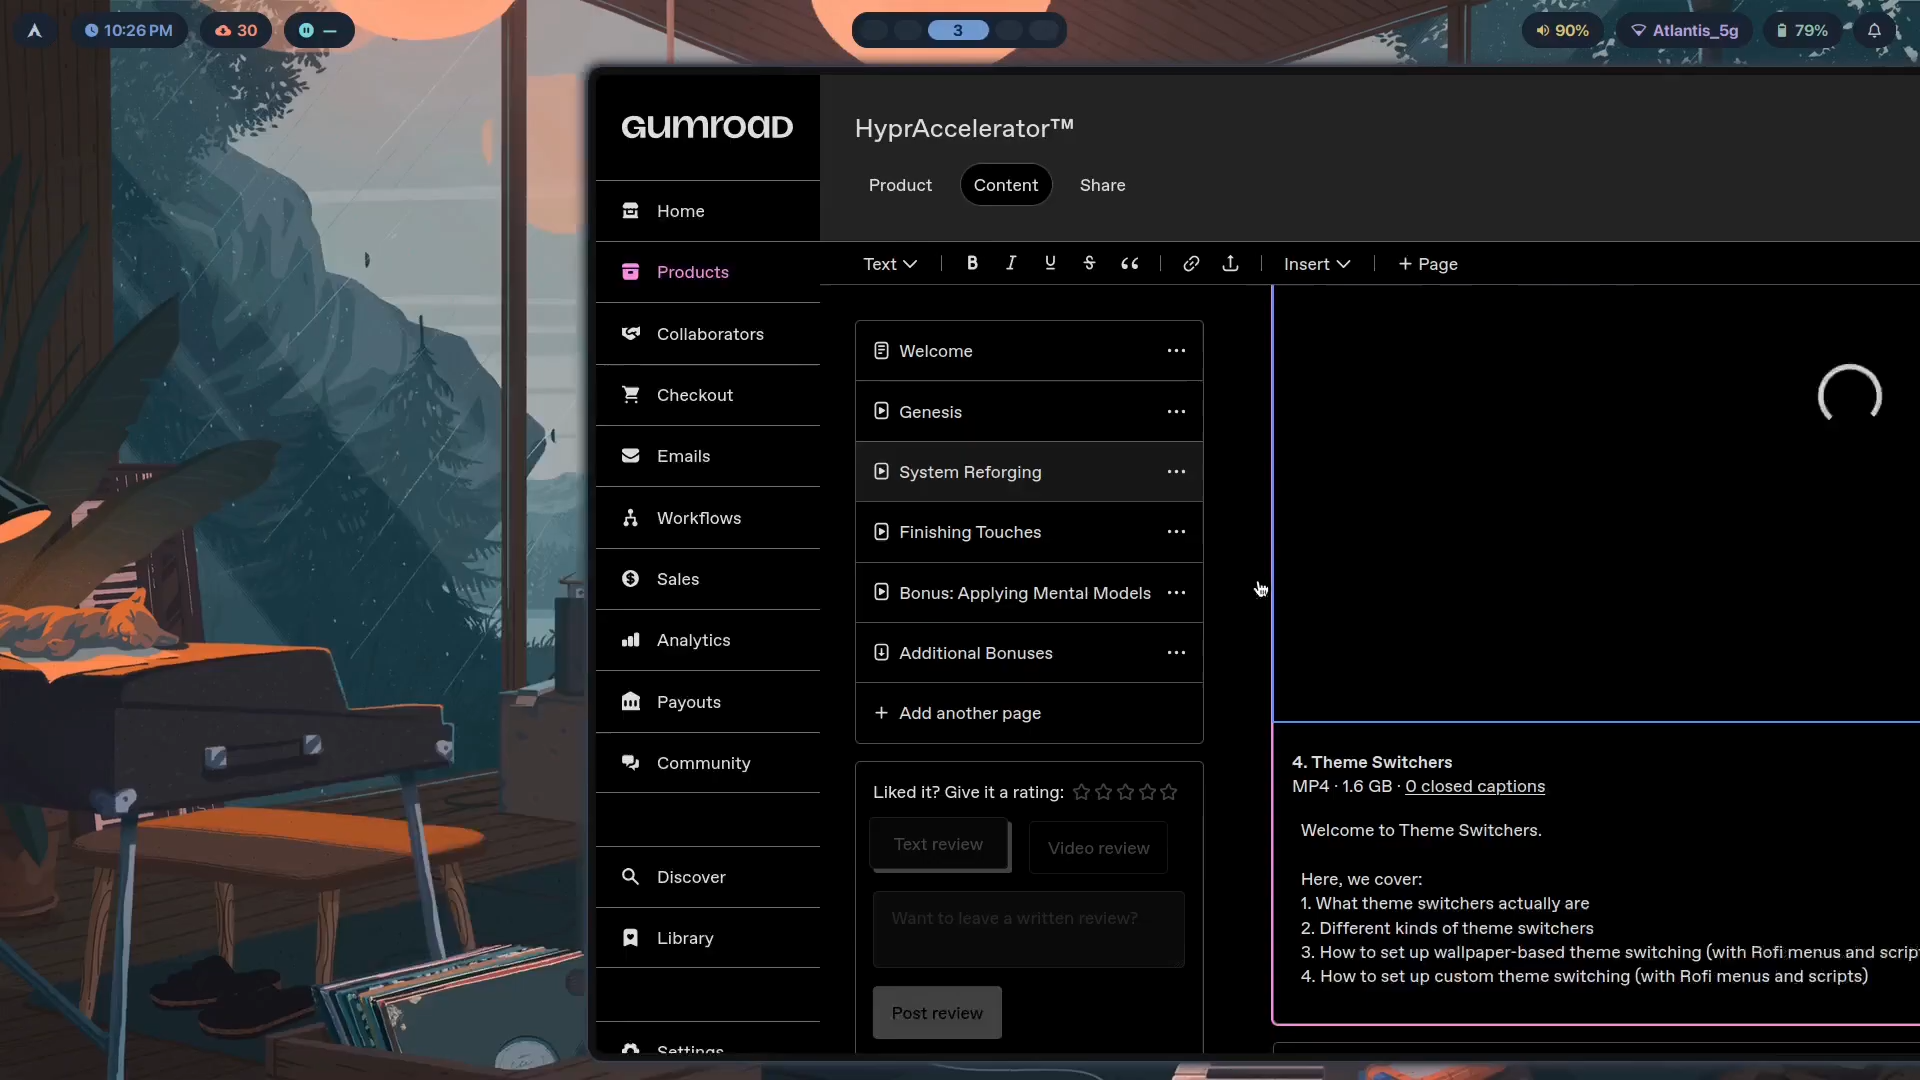 10:26 PM
30
3
90%
Atlantis_5g
79%
GUMROAD
HyprAccelerator™
Product
Content
Share
Home
Products
Collaborators
Checkout
Emails
Workflows
Sales
Analytics
Payouts
Community
Discover
Library
Settings
Text
B
I
U
S
Insert
+ Page
Welcome
Genesis
System Reforging
Finishing Touches
Bonus: Applying Mental Models
Additional Bonuses
+ Add another page
Liked it? Give it a rating:
Text review
Video review
Want to leave a written review?
Post review
4. Theme Switchers
MP4 · 1.6 GB · 0 closed captions
Welcome to Theme Switchers.
Here, we cover:
1. What theme switchers actually are
2. Different kinds of theme switchers
3. How to set up wallpaper-based theme switching (with Rofi menus and scrip
4. How to set up custom theme switching (with Rofi menus and scripts)